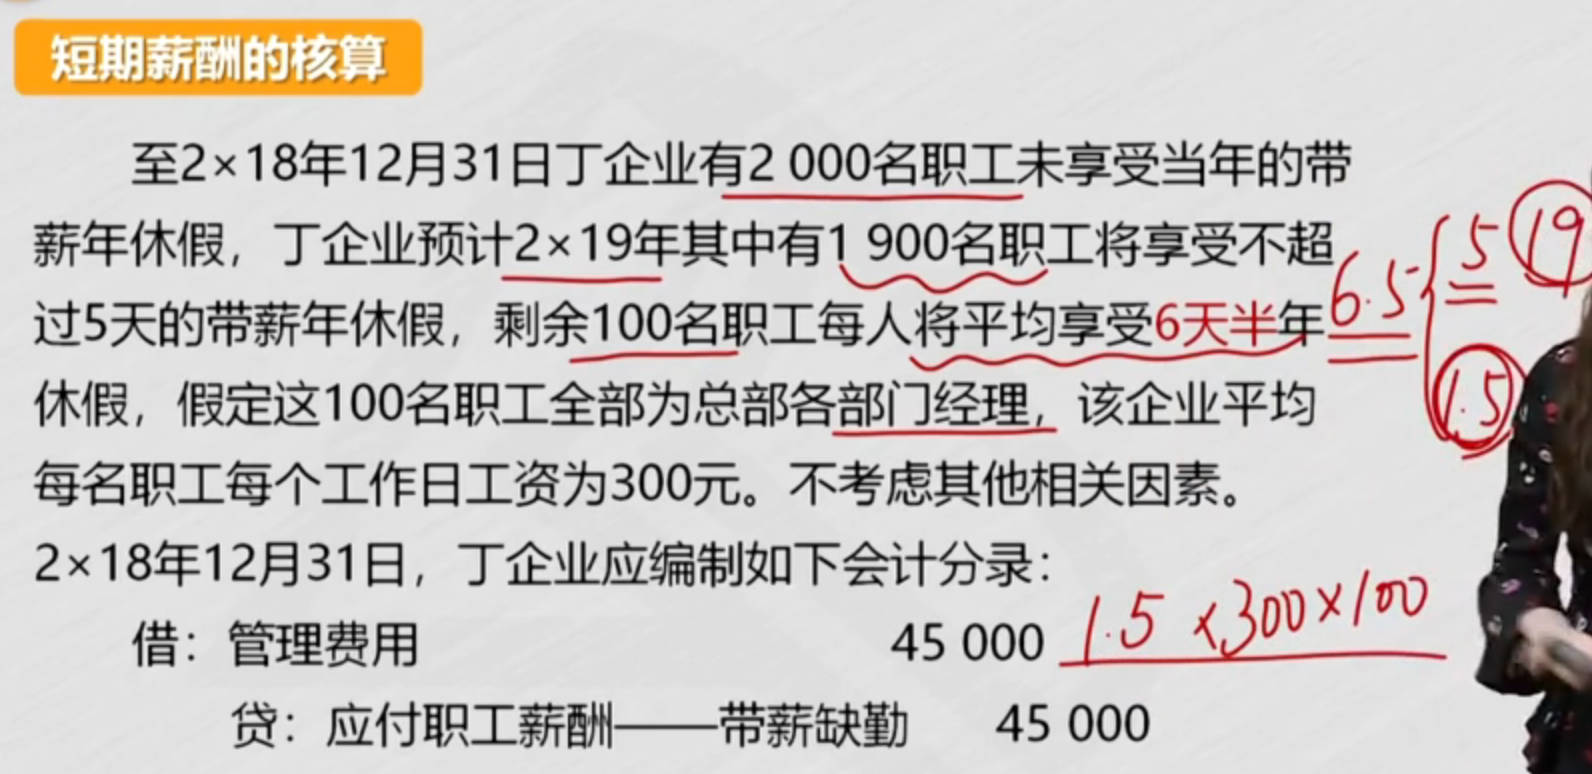 短期薪酬的核算
至2×18年12月31日丁企业有2 000名职工未享受当年的带
薪年休假，丁企业预计2×19年其中有1 900名职工将享受不超
过5天的带薪年休假，剩余100名职工每人将平均享受6天半年
休假，假定这100名职工全部为总部各部门经理，该企业平均
每名职工每个工作日工资为300元。不考虑其他相关因素。
2×18年12月31日，丁企业应编制如下会计分录：
借：管理费用 45 000
贷：应付职工薪酬——带薪缺勤 45 000
6.5
5
19
1.5
1.5×300×100